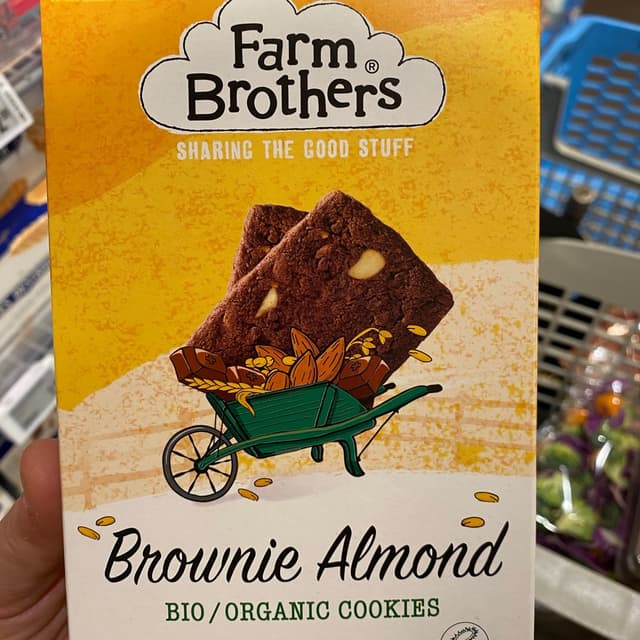 Farm
Brothers®
SHARING THE GOOD STUFF
Brownie Almond
BIO/ORGANIC COOKIES